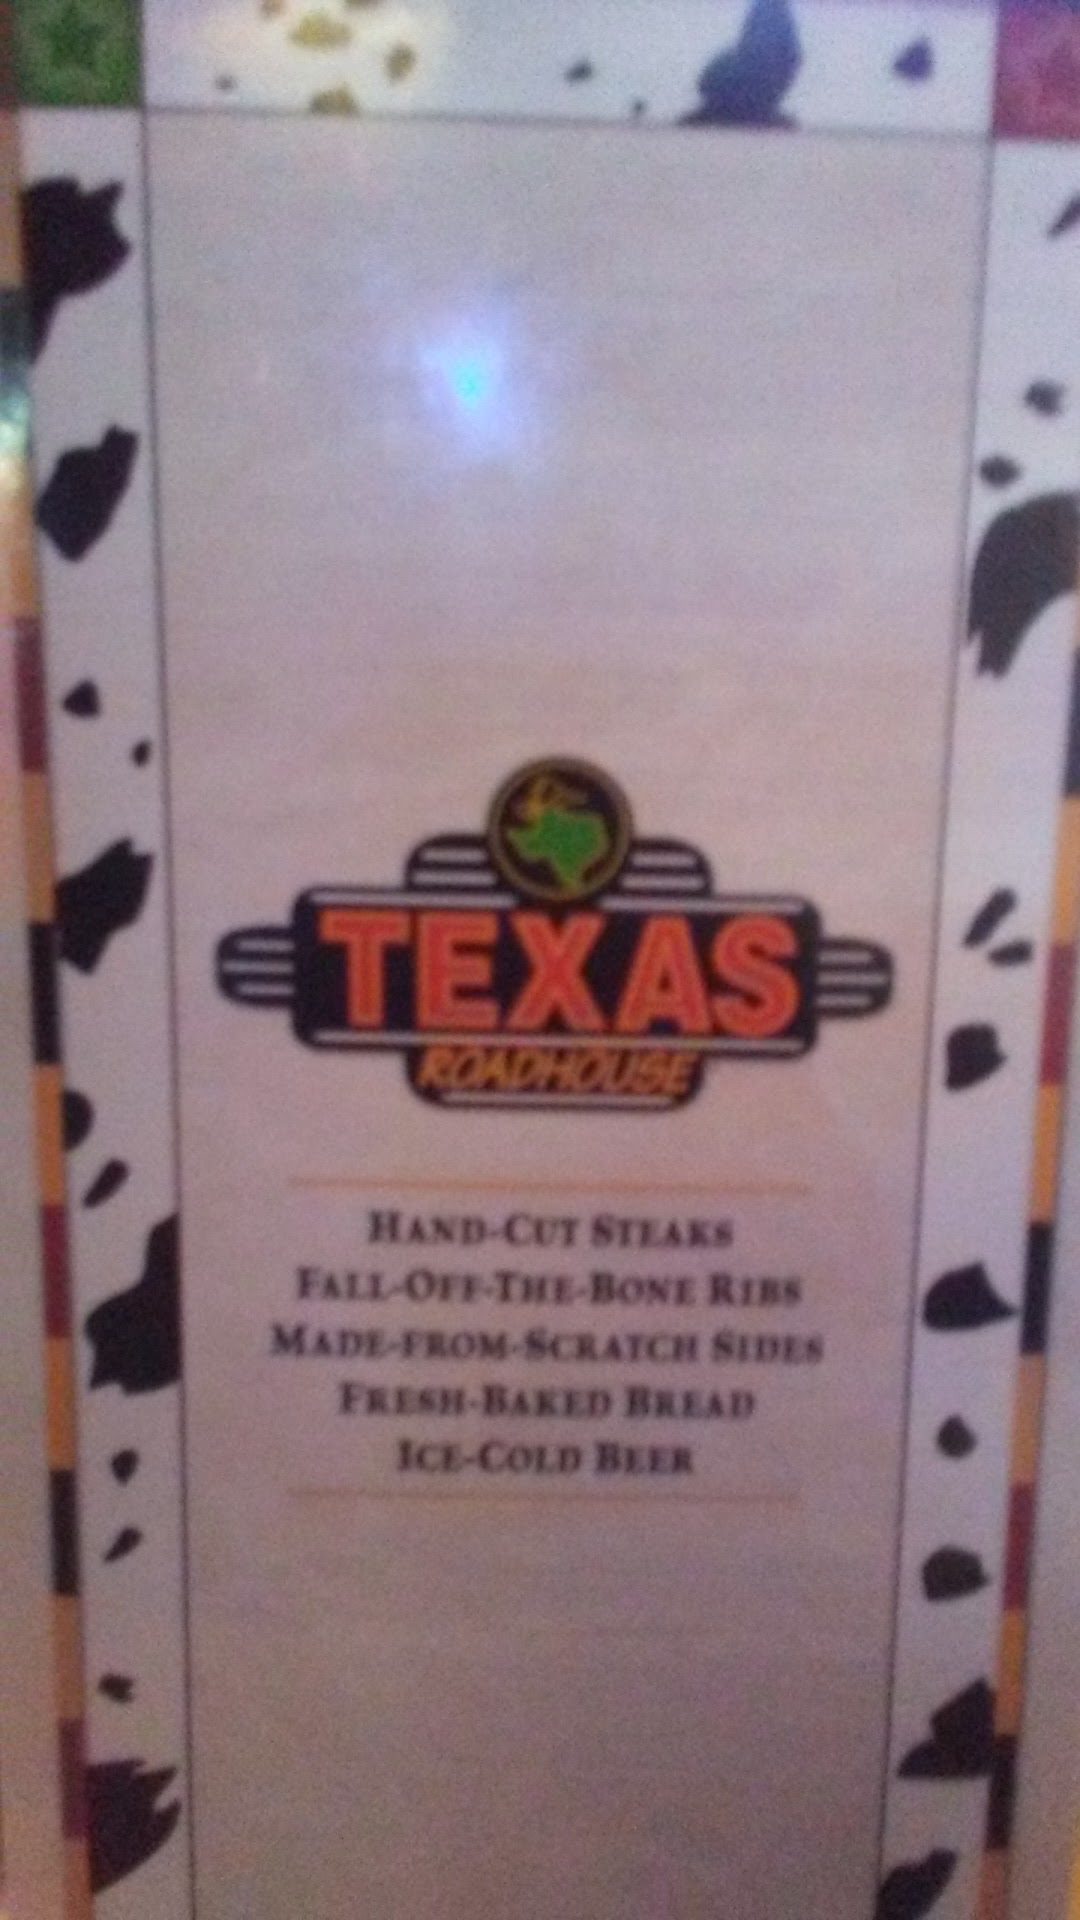 TEXAS
ROADHOUSE
HAND-CUT STEAKS
FALL-OFF-THE-BONE RIBS
MADE-FROM-SCRATCH SIDES
FRESH-BAKED BREAD
ICE-COLD BEER